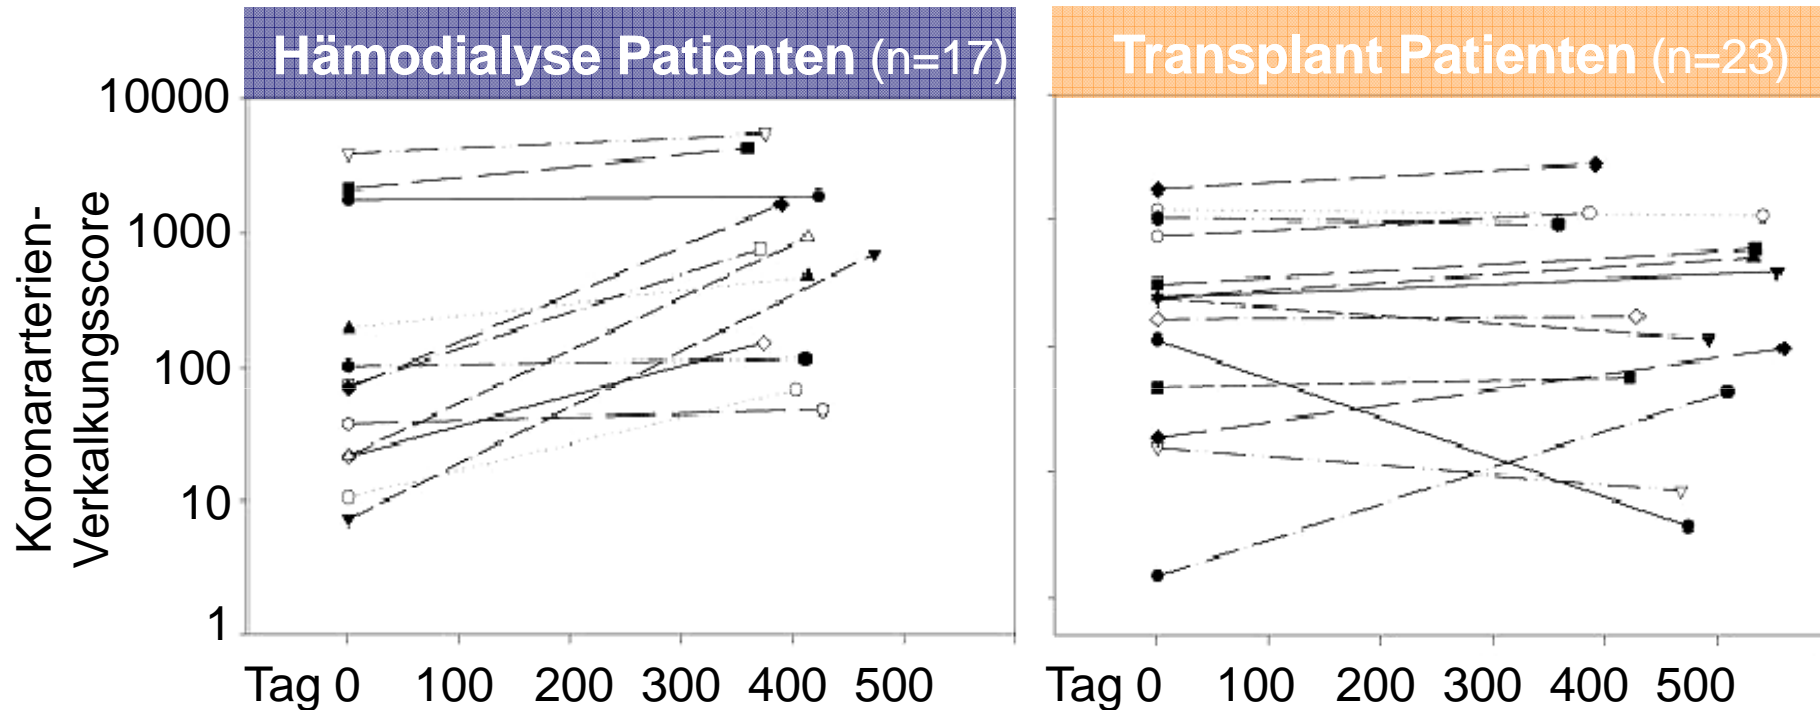 Hämodialyse Patienten (n=17)
Transplant Patienten (n=23)
Koronararterien-
Verkalkungsscore
10000
1000
100
10
1
Tag 0 100 200 300 400 500
Tag 0 100 200 300 400 500